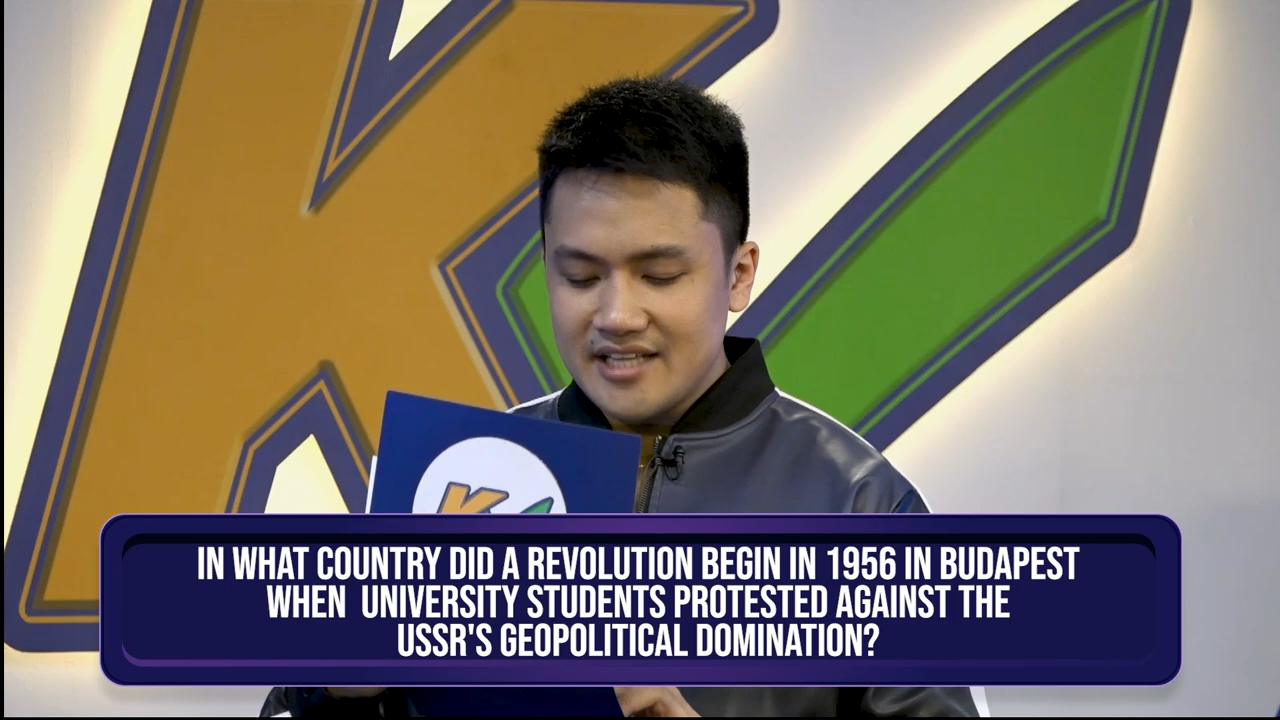 IN WHAT COUNTRY DID A REVOLUTION BEGIN IN 1956 IN BUDAPEST
WHEN UNIVERSITY STUDENTS PROTESTED AGAINST THE
USSR'S GEOPOLITICAL DOMINATION?